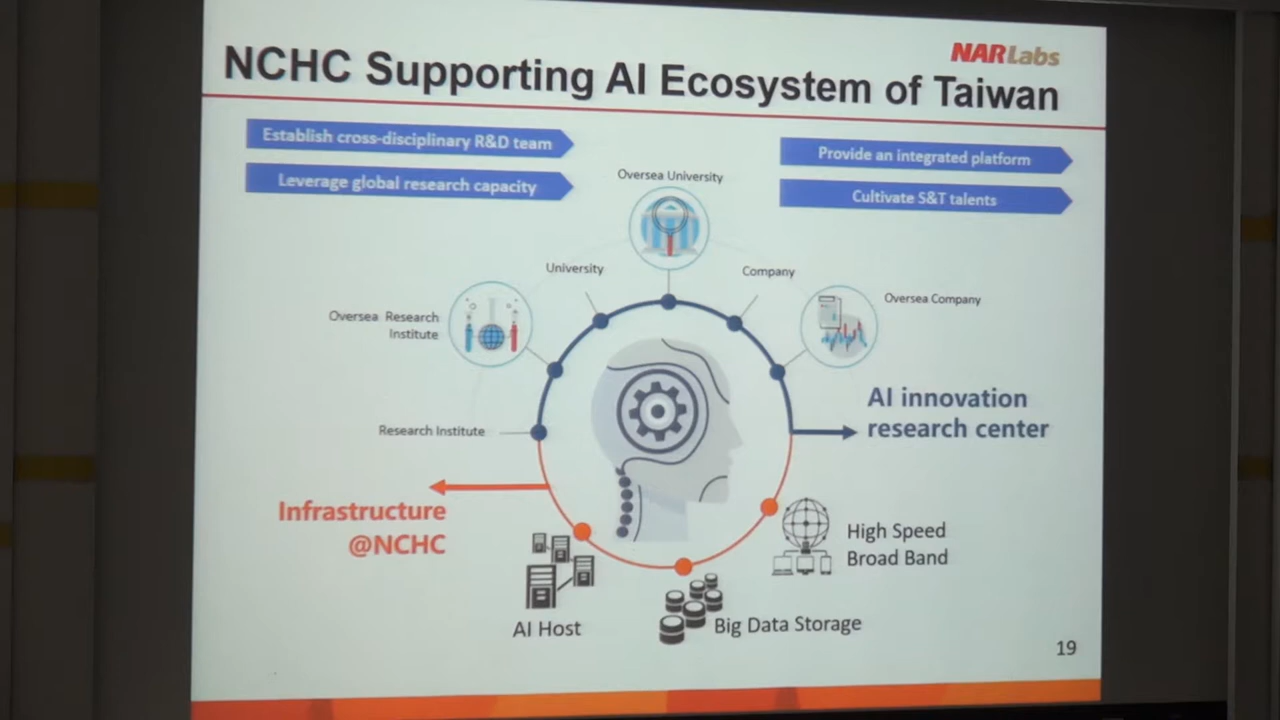 NARLabs
NCHC Supporting AI Ecosystem of Taiwan
Establish cross-disciplinary R&D team
Leverage global research capacity
Provide an integrated platform
Cultivate S&T talents
Oversea University
University
Company
Oversea Research
Institute
Oversea Company
Research Institute
AI innovation
research center
Infrastructure
@NCHC
High Speed
Broad Band
AI Host
Big Data Storage
19